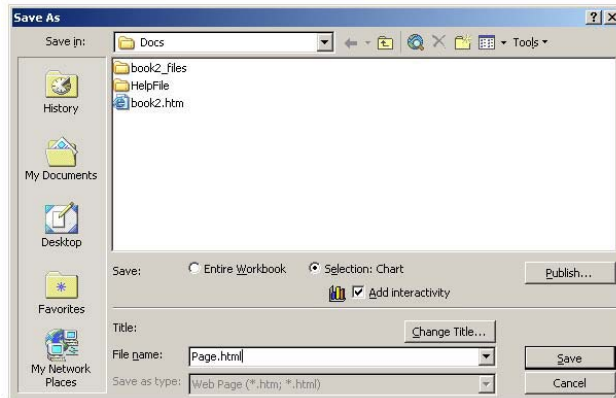 Save As
Save in:
Docs
Tools
History
My Documents
Desktop
Favorites
My Network
Places
book2_files
HelpFile
book2.htm
Save:
Entire Workbook
Selection: Chart
Publish...
Add interactivity
Title:
Change Title...
File name:
Page.html
Save
Save as type:
Web Page (*.htm; *.html)
Cancel